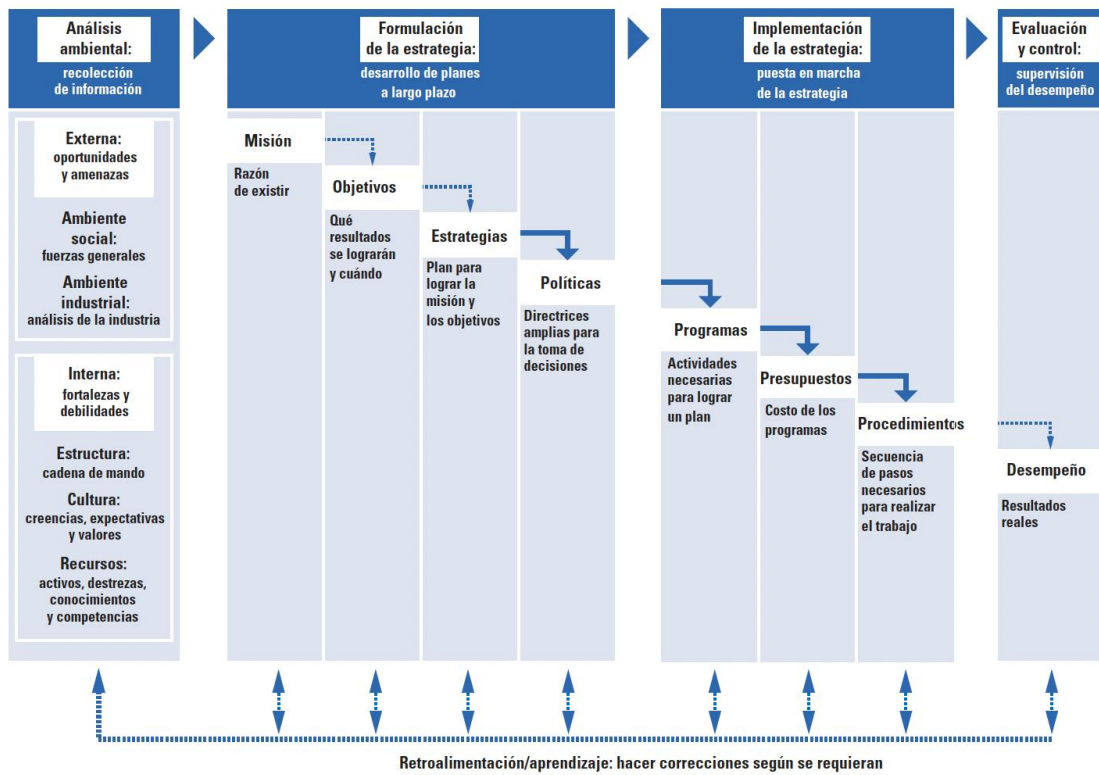 Análisis
ambiental:
recolección
de información
Formulación
de la estrategia:
desarrollo de planes
a largo plazo
Implementación
de la estrategia:
puesta en marcha
de la estrategia
Evaluación
y control:
supervisión
del desempeño
Externa:
oportunidades
y amenazas
Ambiente
social:
fuerzas generales
Ambiente
industrial:
análisis de la industria
Interna:
fortalezas y
debilidades
Estructura:
cadena de mando
Cultura:
creencias, expectativas
y valores
Recursos:
activos, destrezas,
conocimientos
y competencias
Misión
Razón
de existir
Objetivos
Qué
resultados
se lograrán
y cuándo
Estrategias
Plan para
lograr la
misión y
los objetivos
Políticas
Directrices
amplias para
la toma de
decisiones
Programas
Actividades
necesarias
para lograr
un plan
Presupuestos
Costo de los
programas
Procedimientos
Secuencia
de pasos
necesarios
para realizar
el trabajo
Desempeño
Resultados
reales
Retroalimentación/aprendizaje: hacer correcciones según se requieran